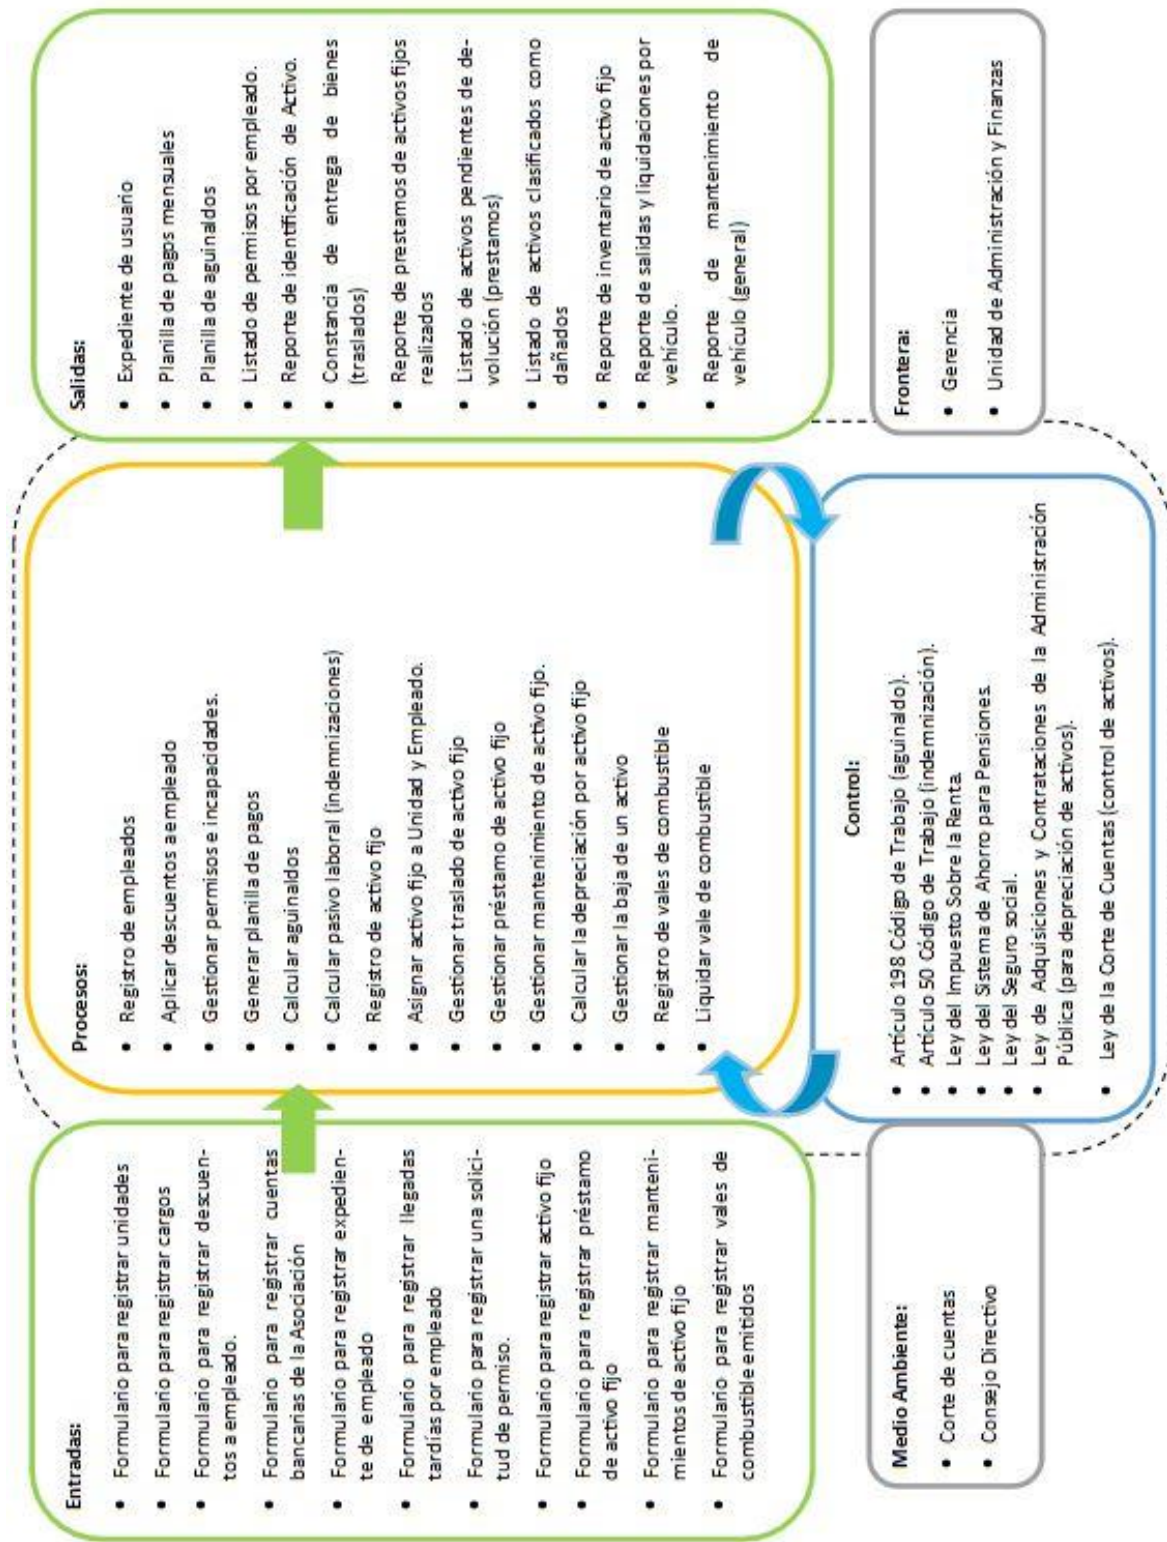 Entradas:
• Formulario para registrar unidades
• Formulario para registrar cargos
• Formulario para registrar descuen-
tos a empleado.
• Formulario para registrar cuentas
bancarias de la Asociación
• Formulario para registrar expedien-
te de empleado
• Formulario para registrar llegadas
tardías por empleado
• Formulario para registrar una solici-
tud de permiso.
• Formulario para registrar activo fijo
• Formulario para registrar préstamo
de activo fijo
• Formulario para registrar manteni-
mientos de activo fijo
• Formulario para registrar vales de
combustible emitidos
Procesos:
• Registro de empleados
• Aplicar descuentos a empleado
• Gestionar permisos e incapacidades.
• Generar planilla de pagos
• Calcular aguinaldos
• Calcular pasivo laboral (indemnizaciones)
• Registro de activo fijo
• Asignar activo fijo a Unidad y Empleado.
• Gestionar traslado de activo fijo
• Gestionar préstamo de activo fijo
• Gestionar mantenimiento de activo fijo.
• Calcular la depreciación por activo fijo
• Gestionar la baja de un activo
• Registro de vales de combustible
• Liquidar vale de combustible
Salidas:
• Expediente de usuario
• Planilla de pagos mensuales
• Planilla de aguinaldos
• Listado de permisos por empleado.
• Reporte de identificación de Activo.
• Constancia de entrega de bienes
(traslados)
• Reporte de prestamos de activos fijos
realizados
• Listado de activos pendientes de de-
volución (prestamos)
• Listado de activos clasificados como
dañados
• Reporte de inventario de activo fijo
• Reporte de salidas y liquidaciones por
vehículo.
• Reporte de mantenimiento de
vehículo (general)
Medio Ambiente:
• Corte de cuentas
• Consejo Directivo
Control:
• Artículo 198 Código de Trabajo (aguinaldo).
• Artículo 50 Código de Trabajo (indemnización).
• Ley del Impuesto Sobre la Renta.
• Ley del Sistema de Ahorro para Pensiones.
• Ley del Seguro social.
• Ley de Adquisiciones y Contrataciones de la Administración
Pública (para depreciación de activos).
• Ley de la Corte de Cuentas (control de activos).
Frontera:
• Gerencia
• Unidad de Administración y Finanzas